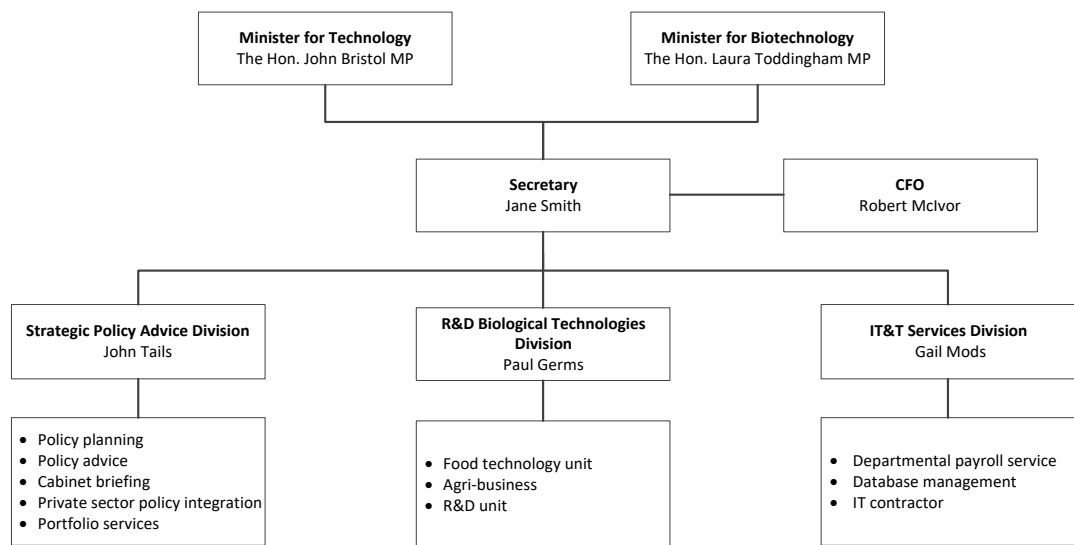 Minister for Technology
The Hon. John Bristol MP
Minister for Biotechnology
The Hon. Laura Toddingham MP
Secretary
Jane Smith
CFO
Robert McIvor
Strategic Policy Advice Division
John Tails
R&D Biological Technologies
Division
Paul Germs
IT&T Services Division
Gail Mods
• Policy planning
• Policy advice
• Cabinet briefing
• Private sector policy integration
• Portfolio services
• Food technology unit
• Agri-business
• R&D unit
• Departmental payroll service
• Database management
• IT contractor